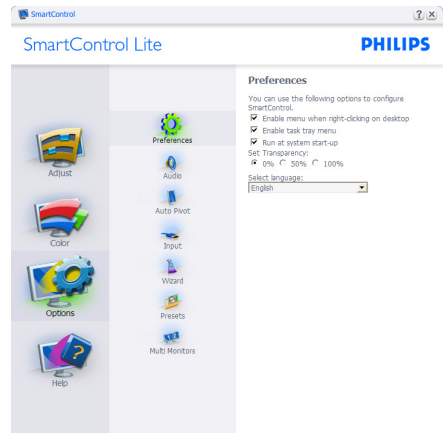 SmartControl
SmartControl Lite
PHILIPS
Adjust
Color
Options
Help
Preferences
Audio
Auto Pivot
Input
Wizard
Presets
Multi Monitors
Preferences
You can use the following options to configure
SmartControl.
Enable menu when right-clicking on desktop
Enable task tray menu
Run at system start-up
Set Transparency:
0% 50% 100%
Select language:
English